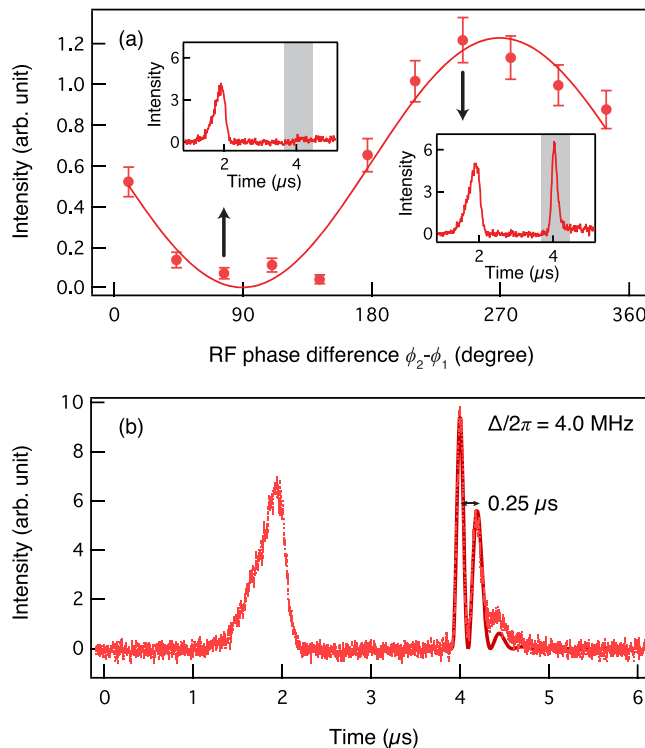 (a)
Intensity (arb. unit)
1.2
1.0
0.8
0.6
0.4
0.2
0.0
Intensity
6
3
0
2
4
Time (μs)
Intensity
6
3
0
2
4
Time (μs)
0
90
180
270
360
RF phase difference ϕ₂-ϕ₁ (degree)
(b)
Intensity (arb. unit)
10
8
6
4
2
0
Δ/2π = 4.0 MHz
0.25 μs
0
1
2
3
4
5
6
Time (μs)